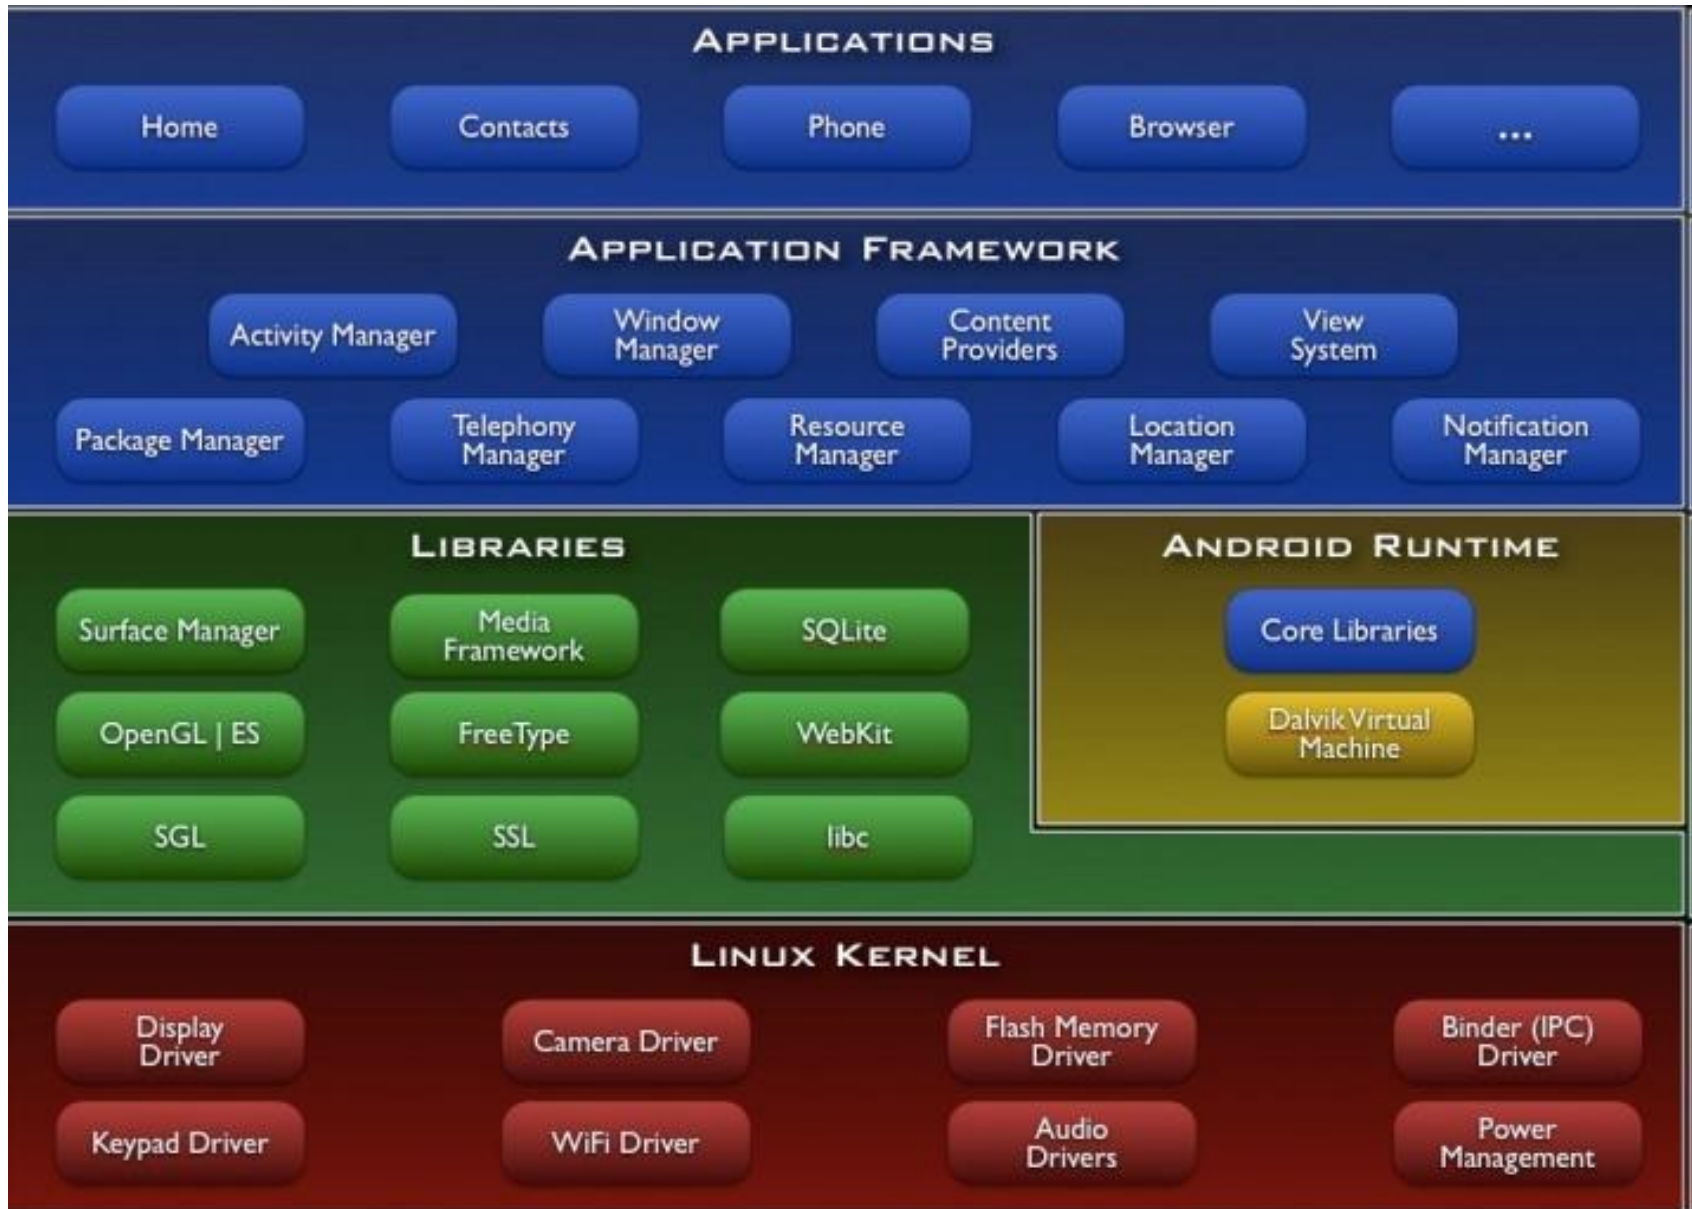 APPLICATIONS
Home
Contacts
Phone
Browser
...
APPLICATION FRAMEWORK
Activity Manager
Window
Manager
Content
Providers
View
System
Package Manager
Telephony
Manager
Resource
Manager
Location
Manager
Notification
Manager
LIBRARIES
Surface Manager
Media
Framework
SQLite
OpenGL | ES
FreeType
WebKit
SGL
SSL
libc
ANDROID RUNTIME
Core Libraries
Dalvik Virtual
Machine
LINUX KERNEL
Display
Driver
Camera Driver
Flash Memory
Driver
Binder (IPC)
Driver
Keypad Driver
WiFi Driver
Audio
Drivers
Power
Management